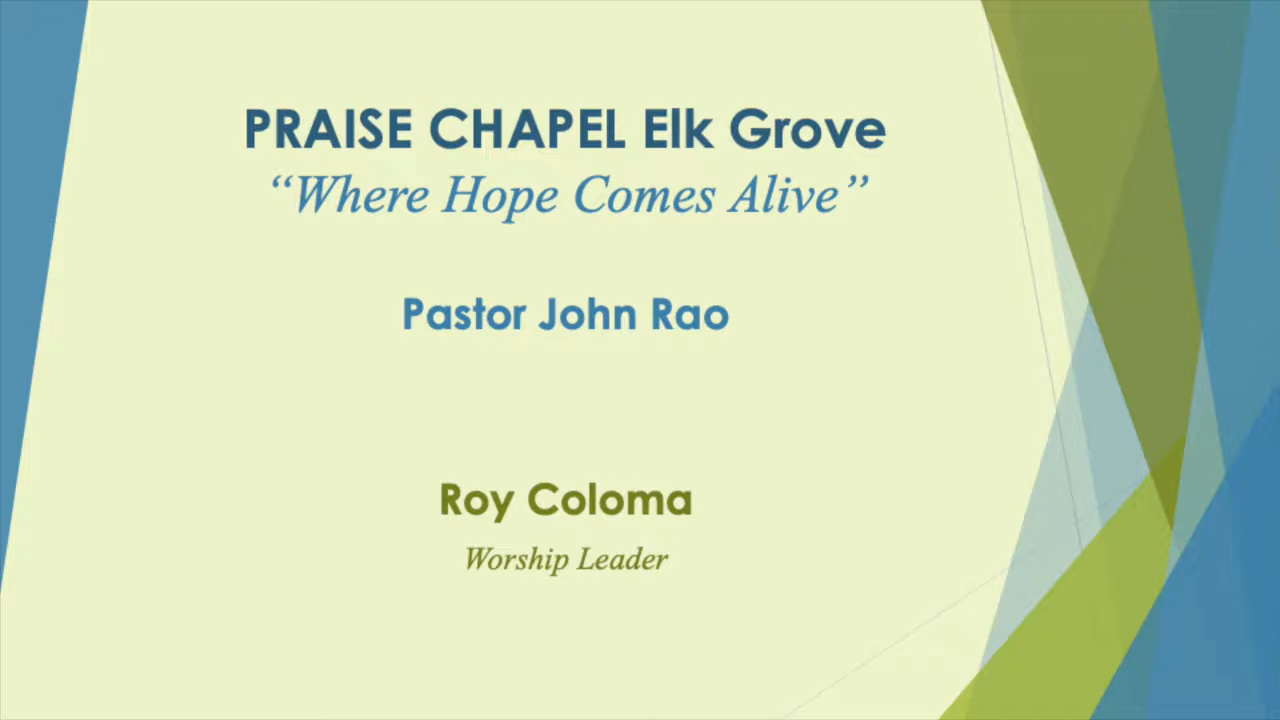 PRAISE CHAPEL Elk Grove
“Where Hope Comes Alive”
Pastor John Rao
Roy Coloma
Worship Leader